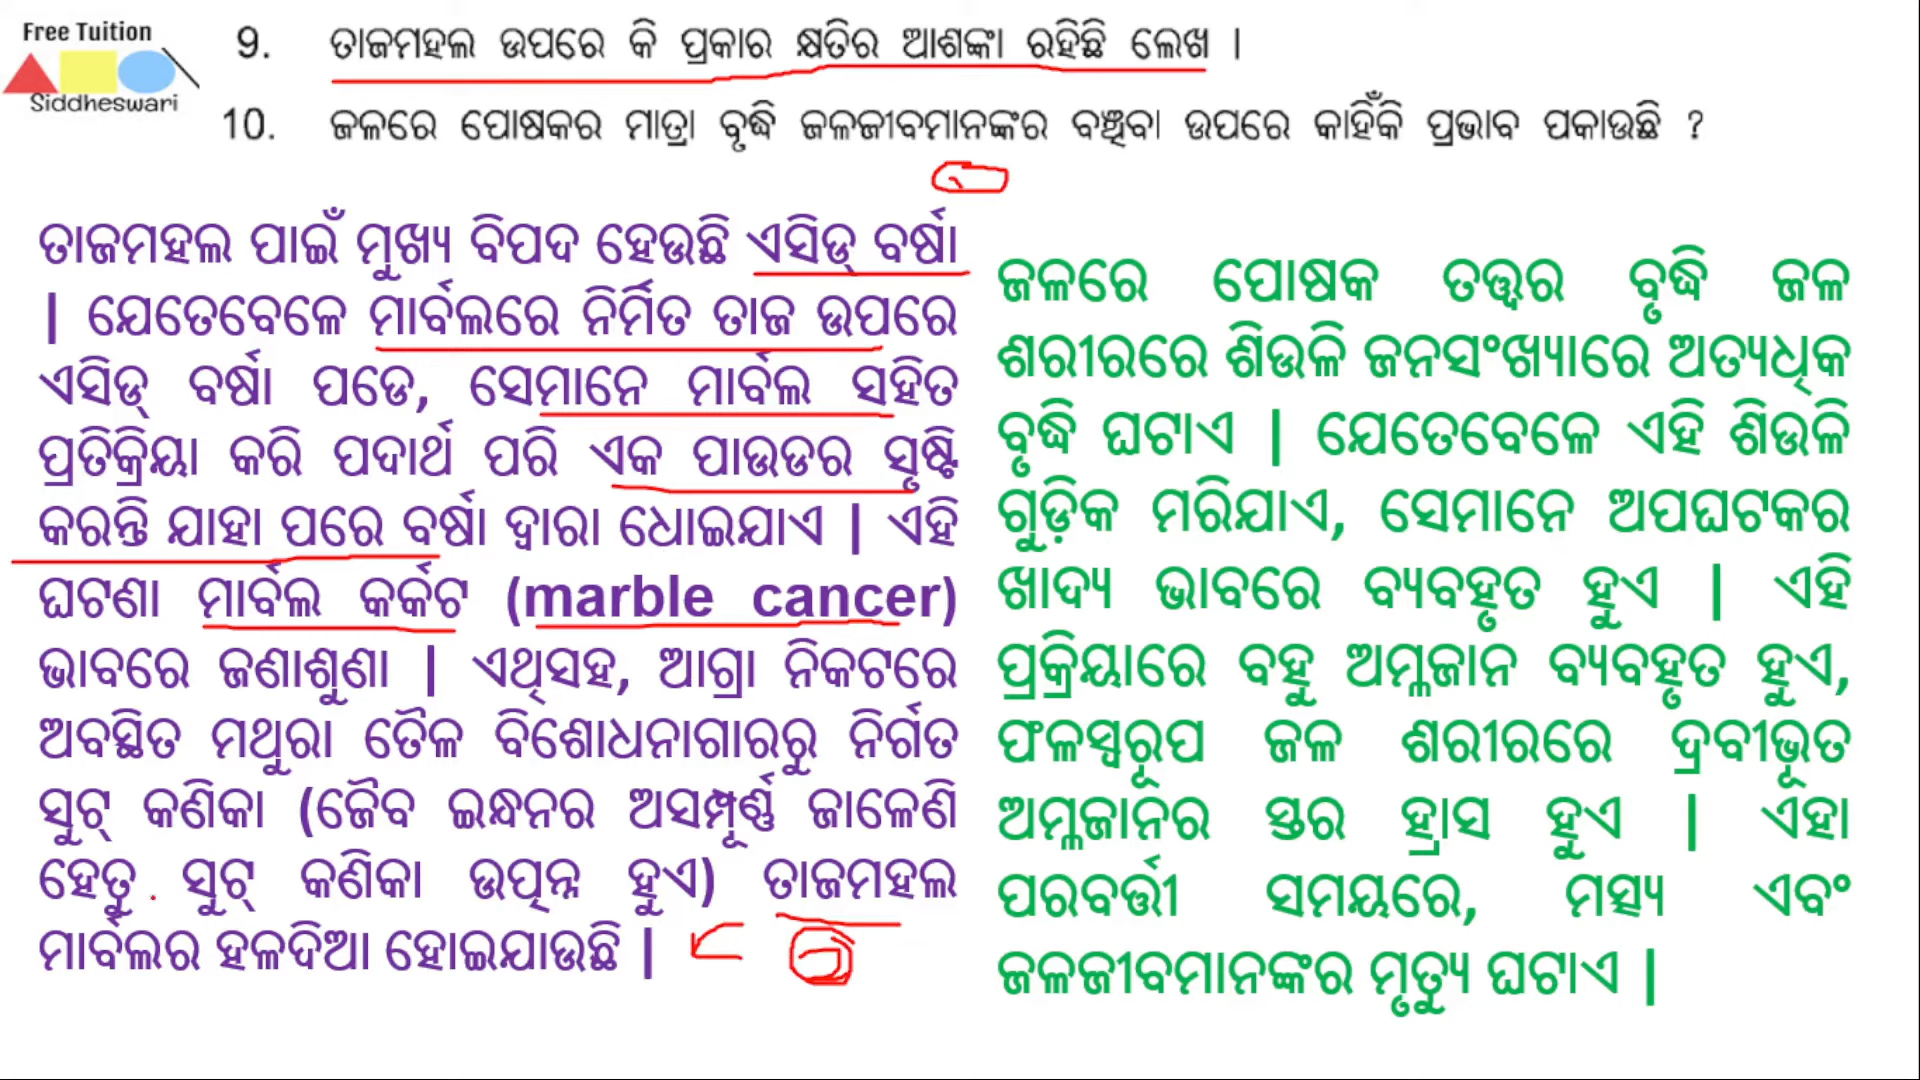 Free Tuition
Siddheswari
9. ତାଜମହଲ ଉପରେ କି ପ୍ରକାର କ୍ଷତିର ଆଶଙ୍କା ରହିଛି ଲେଖ ।
10. ଜଳରେ ପୋଷକର ମାତ୍ରା ବୃଦ୍ଧି ଜଳଜୀବମାନଙ୍କର ବଞ୍ଚିବା ଉପରେ କାହିଁକି ପ୍ରଭାବ ପକାଉଛି ?
ତାଜମହଲ ପାଇଁ ମୁଖ୍ୟ ବିପଦ ହେଉଛି ଏସିଡ୍ ବର୍ଷା
| ଯେତେବେଳେ ମାର୍ବଲରେ ନିର୍ମିତ ତାଜ ଉପରେ
ଏସିଡ୍ ବର୍ଷା ପଡେ, ସେମାନେ ମାର୍ବଲ ସହିତ
ପ୍ରତିକ୍ରିୟା କରି ପଦାର୍ଥ ପରି ଏକ ପାଉଡର ସୃଷ୍ଟି
କରନ୍ତି ଯାହା ପରେ ବର୍ଷା ଦ୍ୱାରା ଧୋଇଯାଏ | ଏହି
ଘଟଣା ମାର୍ବଲ କର୍କଟ (marble cancer)
ଭାବରେ ଜଣାଶୁଣା | ଏଥିସହ, ଆଗ୍ରା ନିକଟରେ
ଅବସ୍ଥିତ ମଥୁରା ତୈଳ ବିଶୋଧନାଗାରରୁ ନିର୍ଗତ
ସୁଟ୍ କଣିକା (ଜୈବ ଇନ୍ଧନର ଅସମ୍ପୂର୍ଣ୍ଣ ଜାଳେଣି
ହେତୁ ସୁଟ୍ କଣିକା ଉତ୍ପନ୍ନ ହୁଏ) ତାଜମହଲ
ମାର୍ବଲର ହଳଦିଆ ହୋଇଯାଉଛି |
ଜଳରେ ପୋଷକ ତତ୍ତ୍ୱର ବୃଦ୍ଧି ଜଳ
ଶରୀରରେ ଶିଉଳି ଜନସଂଖ୍ୟାରେ ଅତ୍ୟଧିକ
ବୃଦ୍ଧି ଘଟାଏ | ଯେତେବେଳେ ଏହି ଶିଉଳି
ଗୁଡ଼ିକ ମରିଯାଏ, ସେମାନେ ଅପଘଟକର
ଖାଦ୍ୟ ଭାବରେ ବ୍ୟବହୃତ ହୁଏ | ଏହି
ପ୍ରକ୍ରିୟାରେ ବହୁ ଅମ୍ଳଜାନ ବ୍ୟବହୃତ ହୁଏ,
ଫଳସ୍ୱରୂପ ଜଳ ଶରୀରରେ ଦ୍ରବୀଭୂତ
ଅମ୍ଳଜାନର ସ୍ତର ହ୍ରାସ ହୁଏ | ଏହା
ପରବର୍ତ୍ତୀ ସମୟରେ, ମତ୍ସ୍ୟ ଏବଂ
ଜଳଜୀବମାନଙ୍କର ମୃତ୍ୟୁ ଘଟାଏ |